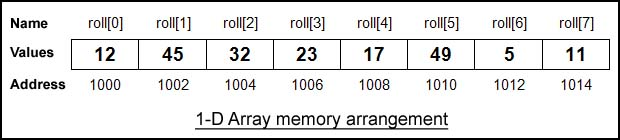 Name roll[0] roll[1] roll[2] roll[3] roll[4] roll[5] roll[6] roll[7]
Values 12 45 32 23 17 49 5 11
Address 1000 1002 1004 1006 1008 1010 1012 1014
1-D Array memory arrangement